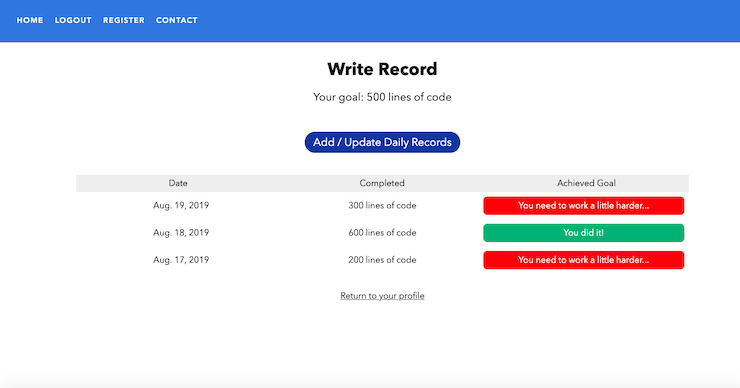 HOME LOGOUT REGISTER CONTACT
Write Record
Your goal: 500 lines of code
Add / Update Daily Records
Date Completed Achieved Goal
Aug. 19, 2019 300 lines of code You need to work a little harder...
Aug. 18, 2019 600 lines of code You did it!
Aug. 17, 2019 200 lines of code You need to work a little harder...
Return to your profile